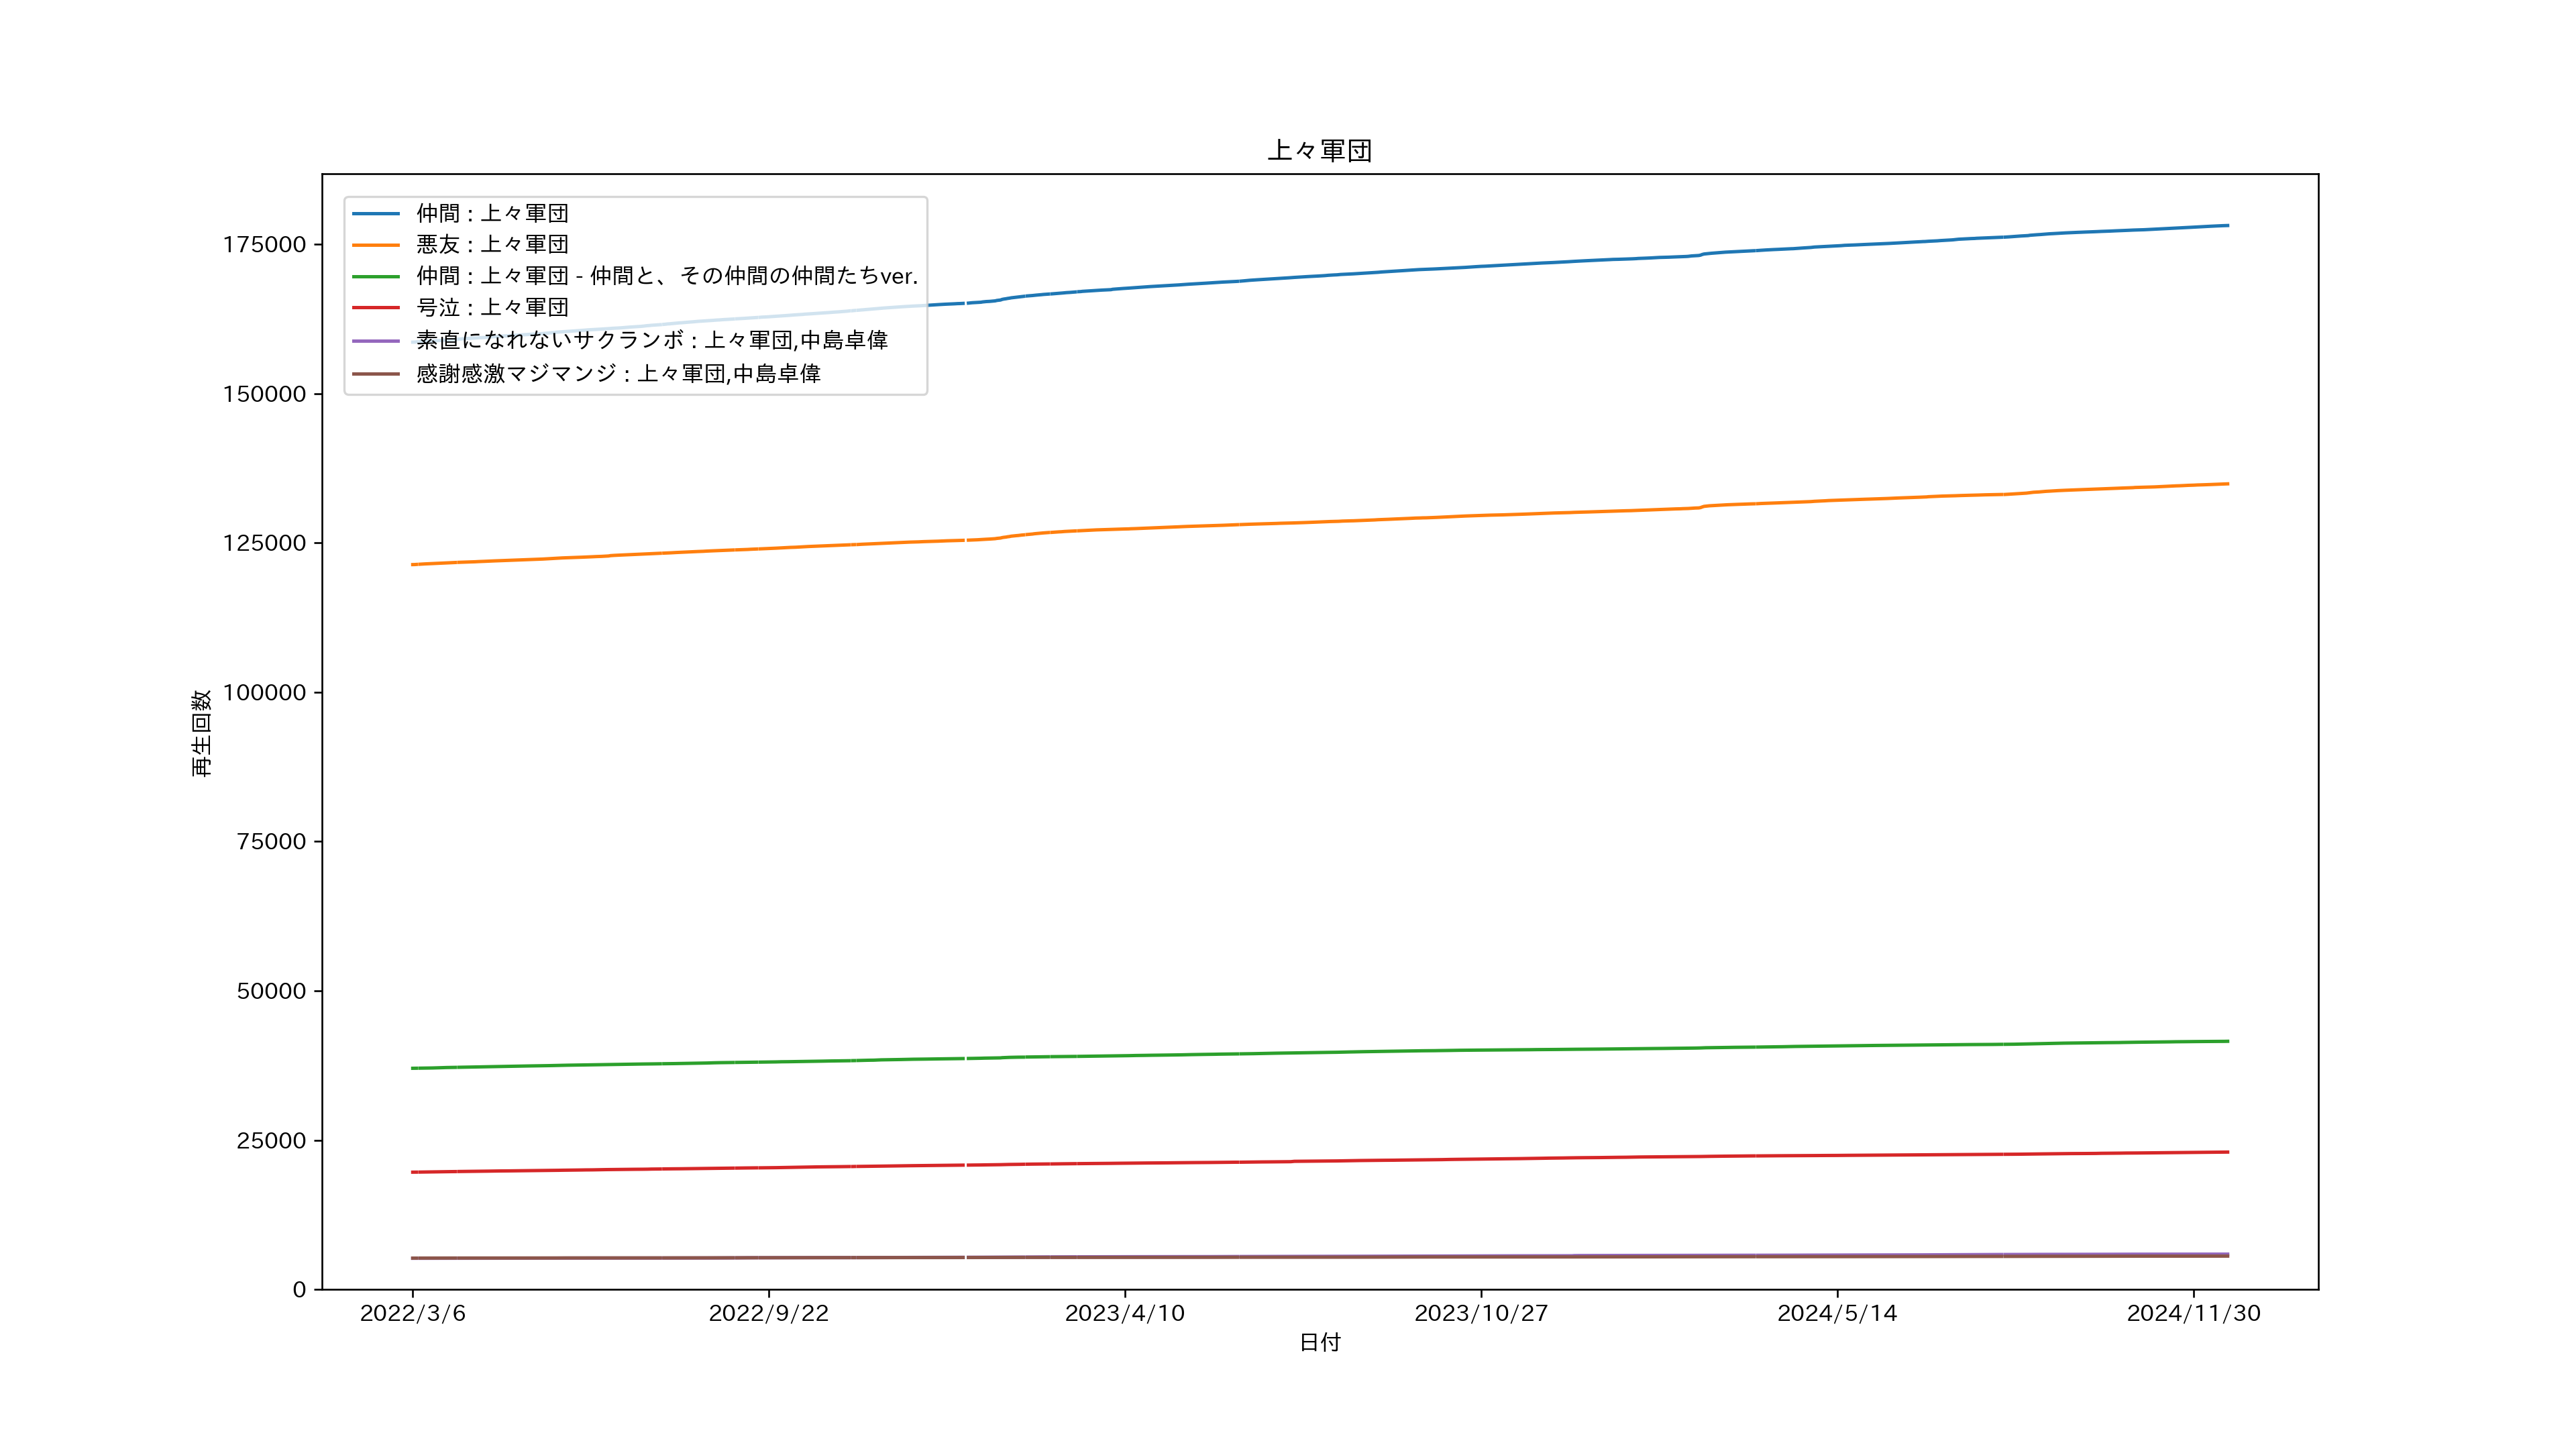 上々軍団
仲間 : 上々軍団
悪友 : 上々軍団
仲間 : 上々軍団 - 仲間と、その仲間の仲間たちver.
号泣 : 上々軍団
素直になれないサクランボ : 上々軍団,中島卓偉
感謝感激マジマンジ : 上々軍団,中島卓偉
175000
150000
125000
100000
75000
50000
25000
0
再生回数
2022/3/6
2022/9/22
2023/4/10
2023/10/27
2024/5/14
2024/11/30
日付